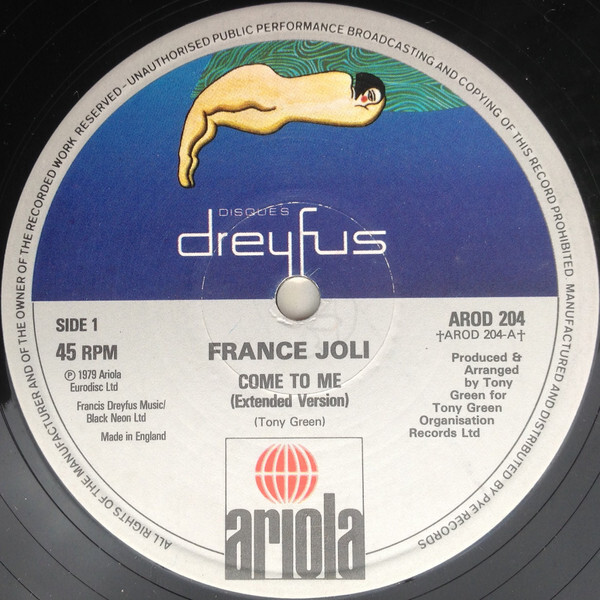 ALL RIGHTS OF THE MANUFACTURER AND OF THE OWNER OF THE RECORDED WORK RESERVED - UNAUTHORISED PUBLIC PERFORMANCE BROADCASTING AND COPYING OF THIS RECORD PROHIBITED. MANUFACTURED AND DISTRIBUTED BY PYE RECORDS
DISQUES
dreyfus
SIDE 1
45 RPM
℗ 1979 Ariola
Eurodisc Ltd
Francis Dreyfus Music/
Black Neon Ltd
Made in England
FRANCE JOLI
COME TO ME
(Extended Version)
(Tony Green)
AROD 204
†AROD 204-A†
Produced &
Arranged
by Tony
Green for
Tony Green
Organisation
Records Ltd
ariola